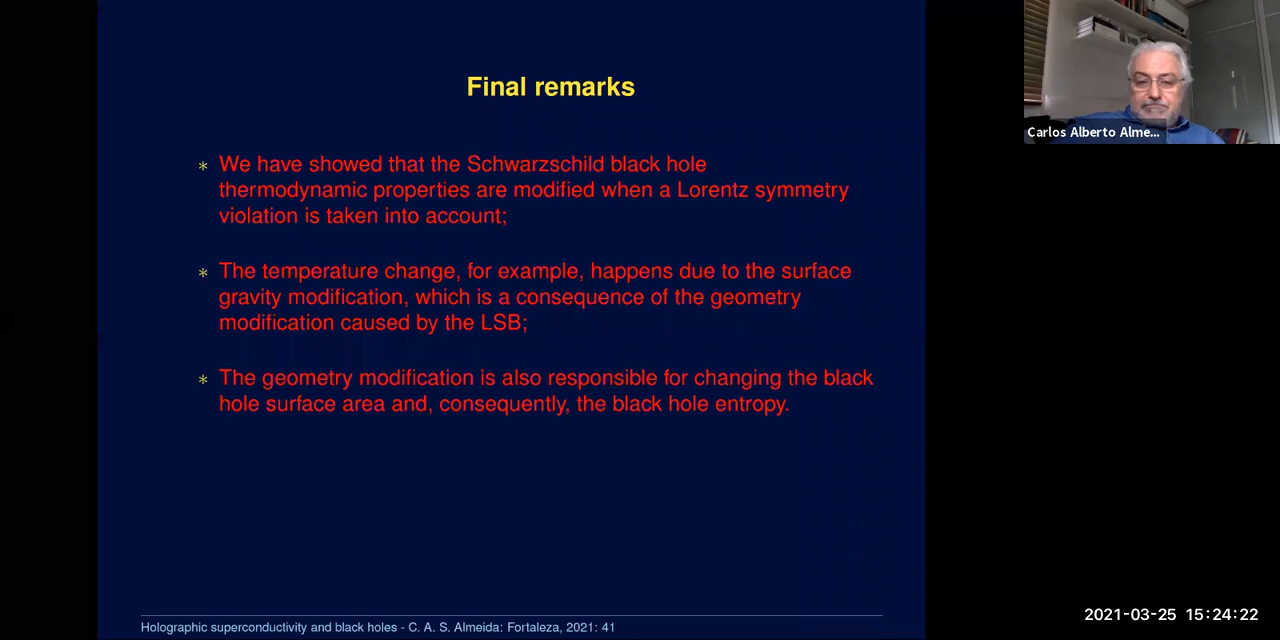 Final remarks
* We have showed that the Schwarzschild black hole
thermodynamic properties are modified when a Lorentz symmetry
violation is taken into account;
* The temperature change, for example, happens due to the surface
gravity modification, which is a consequence of the geometry
modification caused by the LSB;
* The geometry modification is also responsible for changing the black
hole surface area and, consequently, the black hole entropy.
Holographic superconductivity and black holes - C. A. S. Almeida: Fortaleza, 2021: 41
Carlos Alberto Alme...
2021-03-25 15:24:22